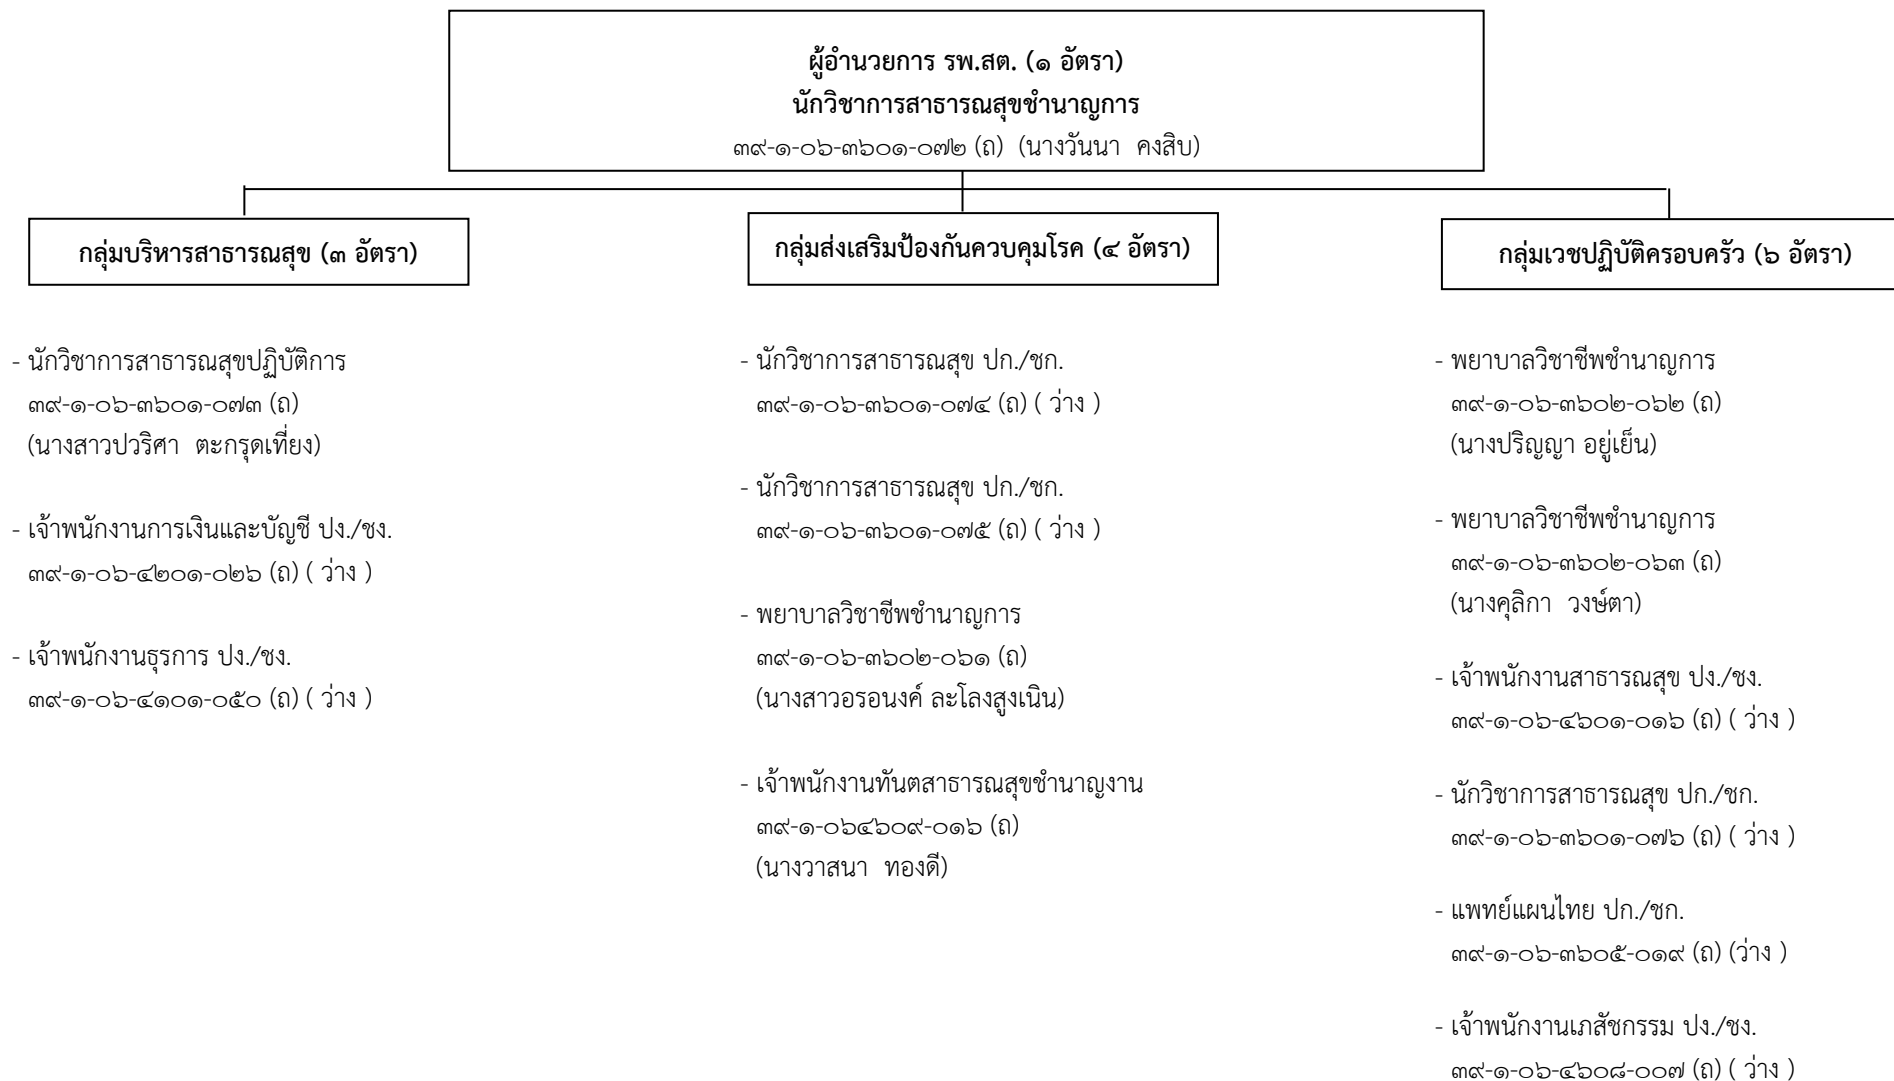 ผู้อำนวยการ รพ.สต. (๑ อัตรา)
นักวิชาการสาธารณสุขชำนาญการ
๓๙-๑-๐๖-๓๖๐๑-๐๗๒ (ถ) (นางวันนา คงสิบ)
กลุ่มบริหารสาธารณสุข (๓ อัตรา)
- นักวิชาการสาธารณสุขปฏิบัติการ
๓๙-๑-๐๖-๓๖๐๑-๐๗๓ (ถ)
(นางสาวปวริศา ตะกรุดเที่ยง)
- เจ้าพนักงานการเงินและบัญชี ปง./ชง.
๓๙-๑-๐๖-๔๒๐๑-๐๒๖ (ถ) ( ว่าง )
- เจ้าพนักงานธุรการ ปง./ชง.
๓๙-๑-๐๖-๔๑๐๑-๐๕๐ (ถ) ( ว่าง )
กลุ่มส่งเสริมป้องกันควบคุมโรค (๔ อัตรา)
- นักวิชาการสาธารณสุข ปก./ชก.
๓๙-๑-๐๖-๓๖๐๑-๐๗๔ (ถ) ( ว่าง )
- นักวิชาการสาธารณสุข ปก./ชก.
๓๙-๑-๐๖-๓๖๐๑-๐๗๕ (ถ) ( ว่าง )
- พยาบาลวิชาชีพชำนาญการ
๓๙-๑-๐๖-๓๖๐๒-๐๖๑ (ถ)
(นางสาวอรอนงค์ ละโลงสูงเนิน)
- เจ้าพนักงานทันตสาธารณสุขชำนาญงาน
๓๙-๑-๐๖๔๖๐๙-๐๑๖ (ถ)
(นางวาสนา ทองดี)
กลุ่มเวชปฏิบัติครอบครัว (๖ อัตรา)
- พยาบาลวิชาชีพชำนาญการ
๓๙-๑-๐๖-๓๖๐๒-๐๖๒ (ถ)
(นางปริญญา อยู่เย็น)
- พยาบาลวิชาชีพชำนาญการ
๓๙-๑-๐๖-๓๖๐๒-๐๖๓ (ถ)
(นางคุลิกา วงษ์ตา)
- เจ้าพนักงานสาธารณสุข ปง./ชง.
๓๙-๑-๐๖-๔๖๐๑-๐๑๖ (ถ) ( ว่าง )
- นักวิชาการสาธารณสุข ปก./ชก.
๓๙-๑-๐๖-๓๖๐๑-๐๗๖ (ถ) ( ว่าง )
- แพทย์แผนไทย ปก./ชก.
๓๙-๑-๐๖-๓๖๐๕-๐๑๙ (ถ) (ว่าง )
- เจ้าพนักงานเภสัชกรรม ปง./ชง.
๓๙-๑-๐๖-๔๖๐๘-๐๐๗ (ถ) ( ว่าง )